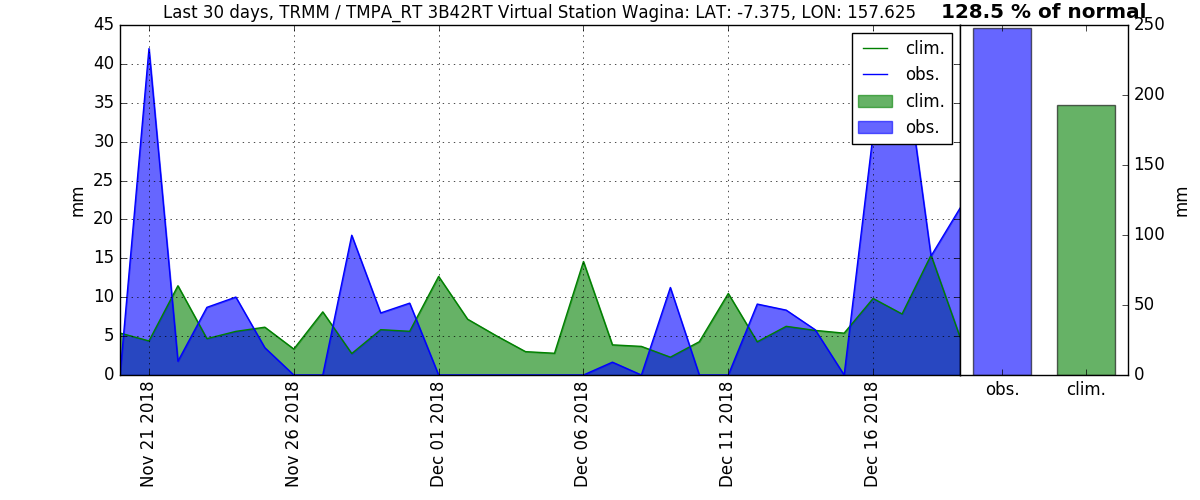 Last 30 days, TRMM / TMPA_RT 3B42RT Virtual Station Wagina: LAT: -7.375, LON: 157.625
128.5 % of normal
45
40
35
30
25
20
15
10
5
0
mm
clim.
obs.
clim.
obs.
Nov 21 2018
Nov 26 2018
Dec 01 2018
Dec 06 2018
Dec 11 2018
Dec 16 2018
250
200
150
100
50
0
mm
obs.
clim.